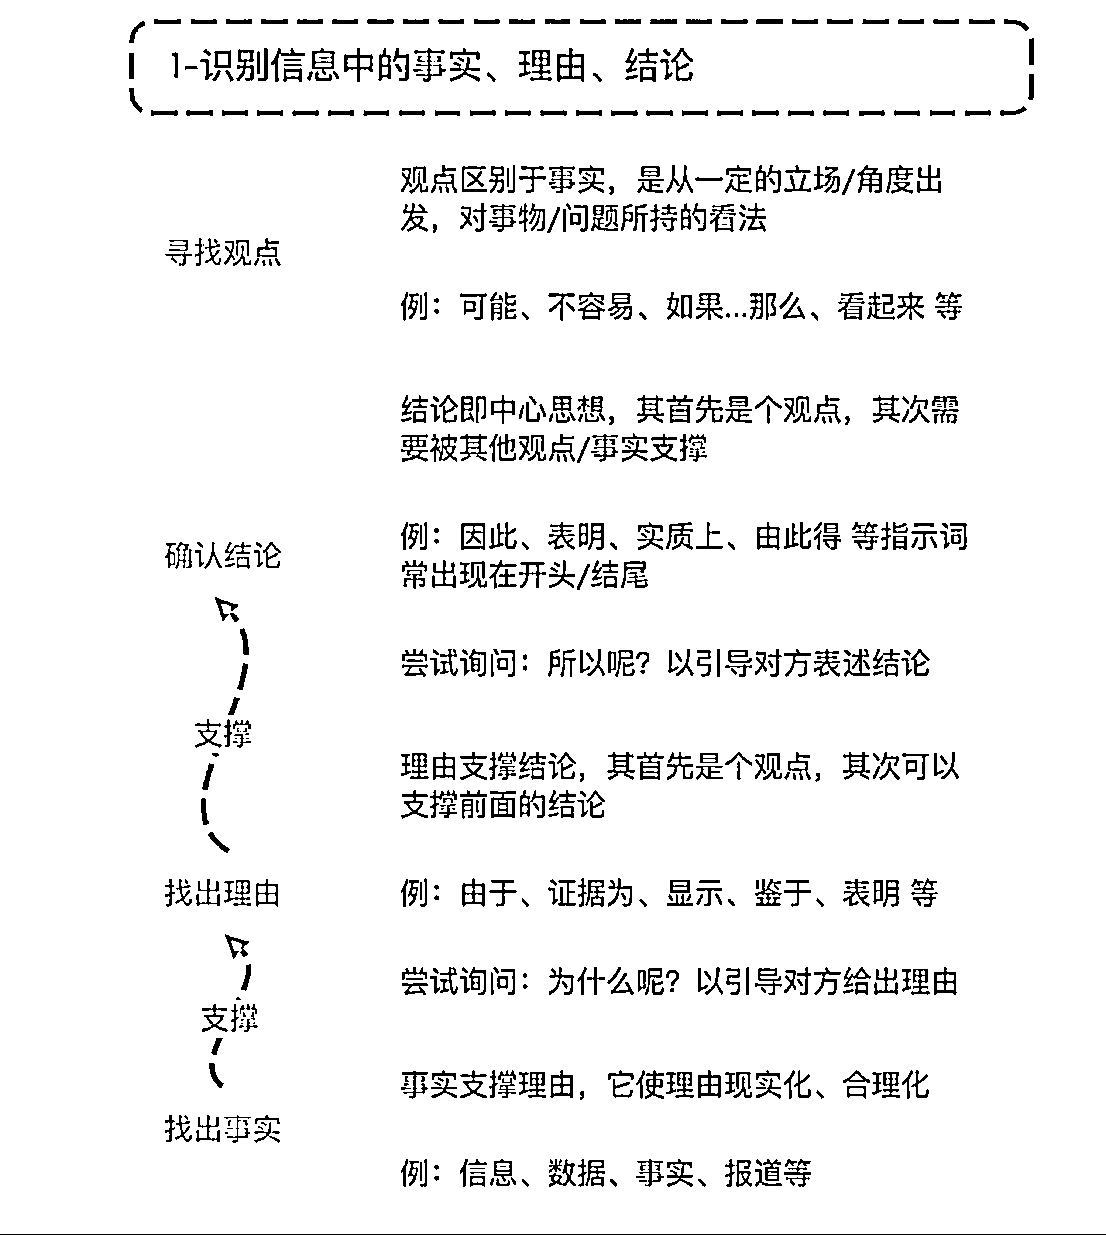 1-识别信息中的事实、理由、结论
观点区别于事实，是从一定的立场/角度出
发，对事物/问题所持的看法
寻找观点
例：可能、不容易、如果...那么、看起来 等
结论即中心思想，其首先是个观点，其次需
要被其他观点/事实支撑
例：因此、表明、实质上、由此得 等指示词
确认结论
常出现在开头/结尾
尝试询问：所以呢？以引导对方表述结论
支撑
理由支撑结论，其首先是个观点，其次可以
支撑前面的结论
找出理由
例：由于、证据为、显示、鉴于、表明 等
尝试询问：为什么呢？以引导对方给出理由
支撑
事实支撑理由，它使理由现实化、合理化
找出事实
例：信息、数据、事实、报道等